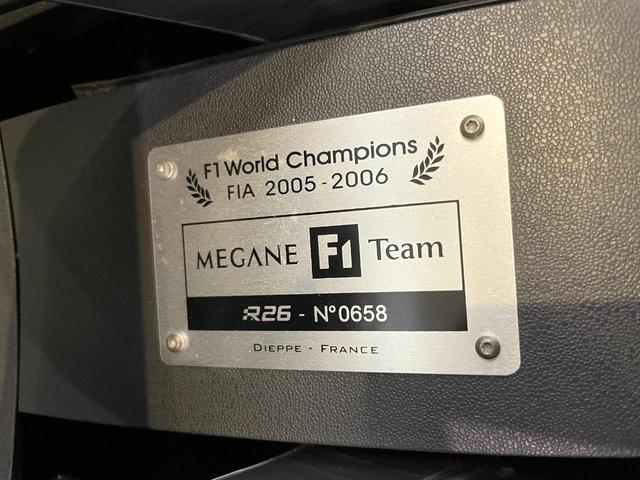 F1 World Champions
FIA 2005 - 2006
MEGANE F1 Team
R26 - N°0658
DIEPPE - FRANCE